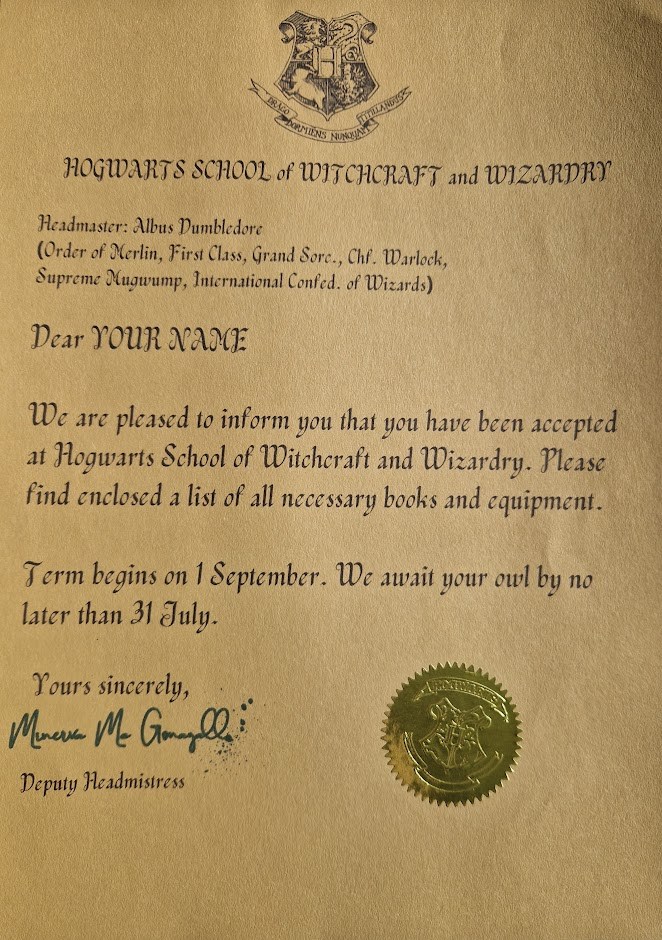 DRACO DORMIENS NUNQUAM TITILLANDUS
HOGWARTS SCHOOL of WITCHCRAFT and WIZARDRY
Headmaster: Albus Dumbledore
(Order of Merlin, First Class, Grand Sorc., Chf. Warlock,
Supreme Mugwump, International Confed. of Wizards)
Dear YOUR NAME
We are pleased to inform you that you have been accepted
at Hogwarts School of Witchcraft and Wizardry. Please
find enclosed a list of all necessary books and equipment.
Term begins on 1 September. We await your owl by no
later than 31 July.
Yours sincerely,
Minerva Mc Gonagalle
Deputy Headmistress
HOGWARTS